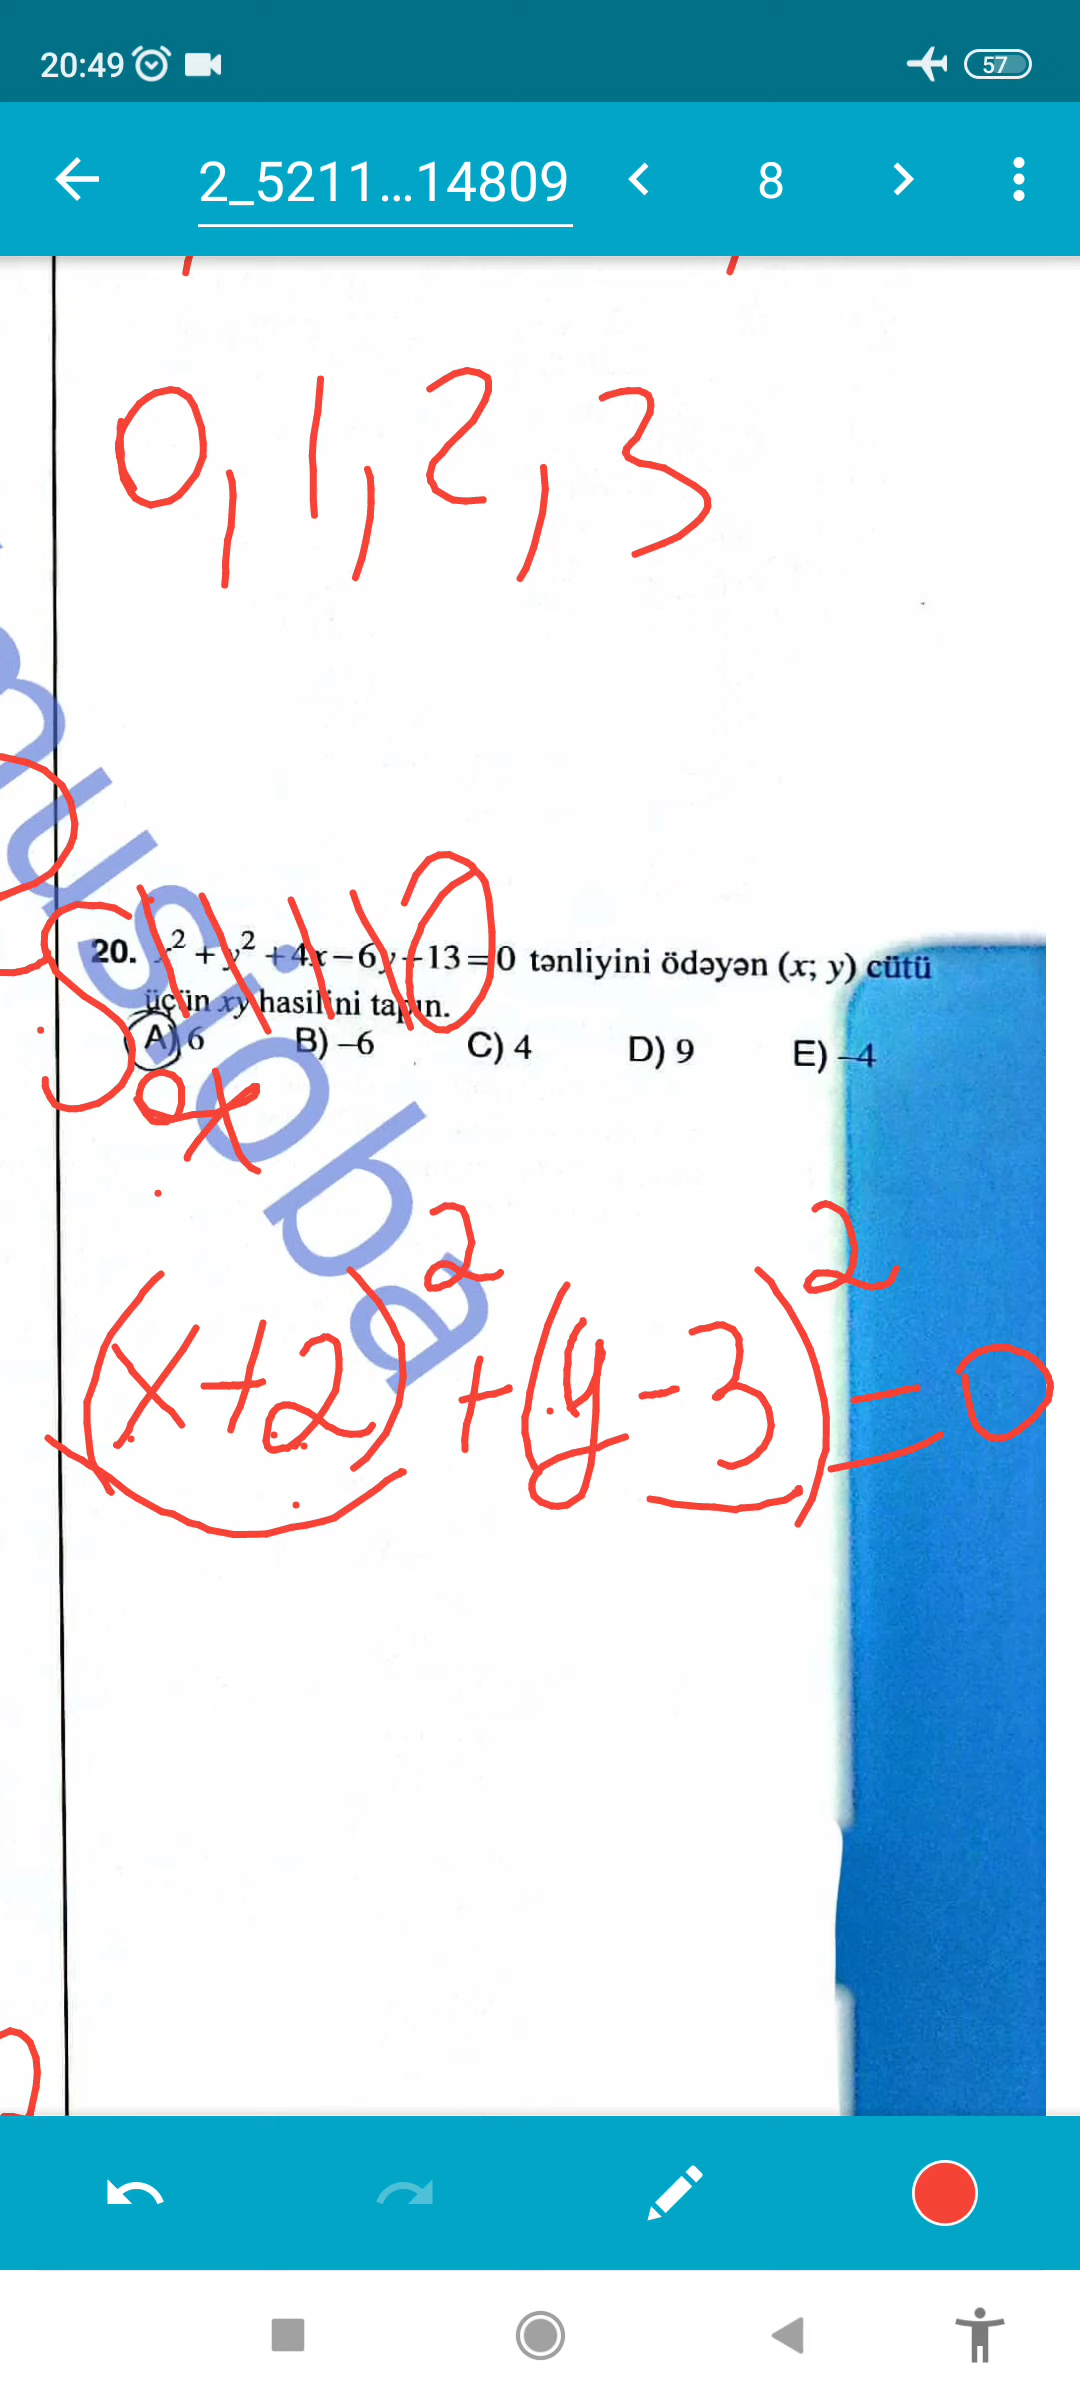 20:49 57
2_5211...14809 8
0, 1, 2, 3
20. x² + y² + 4x − 6y + 13 = 0 tənliyini ödəyən (x; y) cütü
üçün xy hasilini tapın.
A) 6 B) −6 C) 4 D) 9 E) −4
(x+2)² + (y−3)² = 0